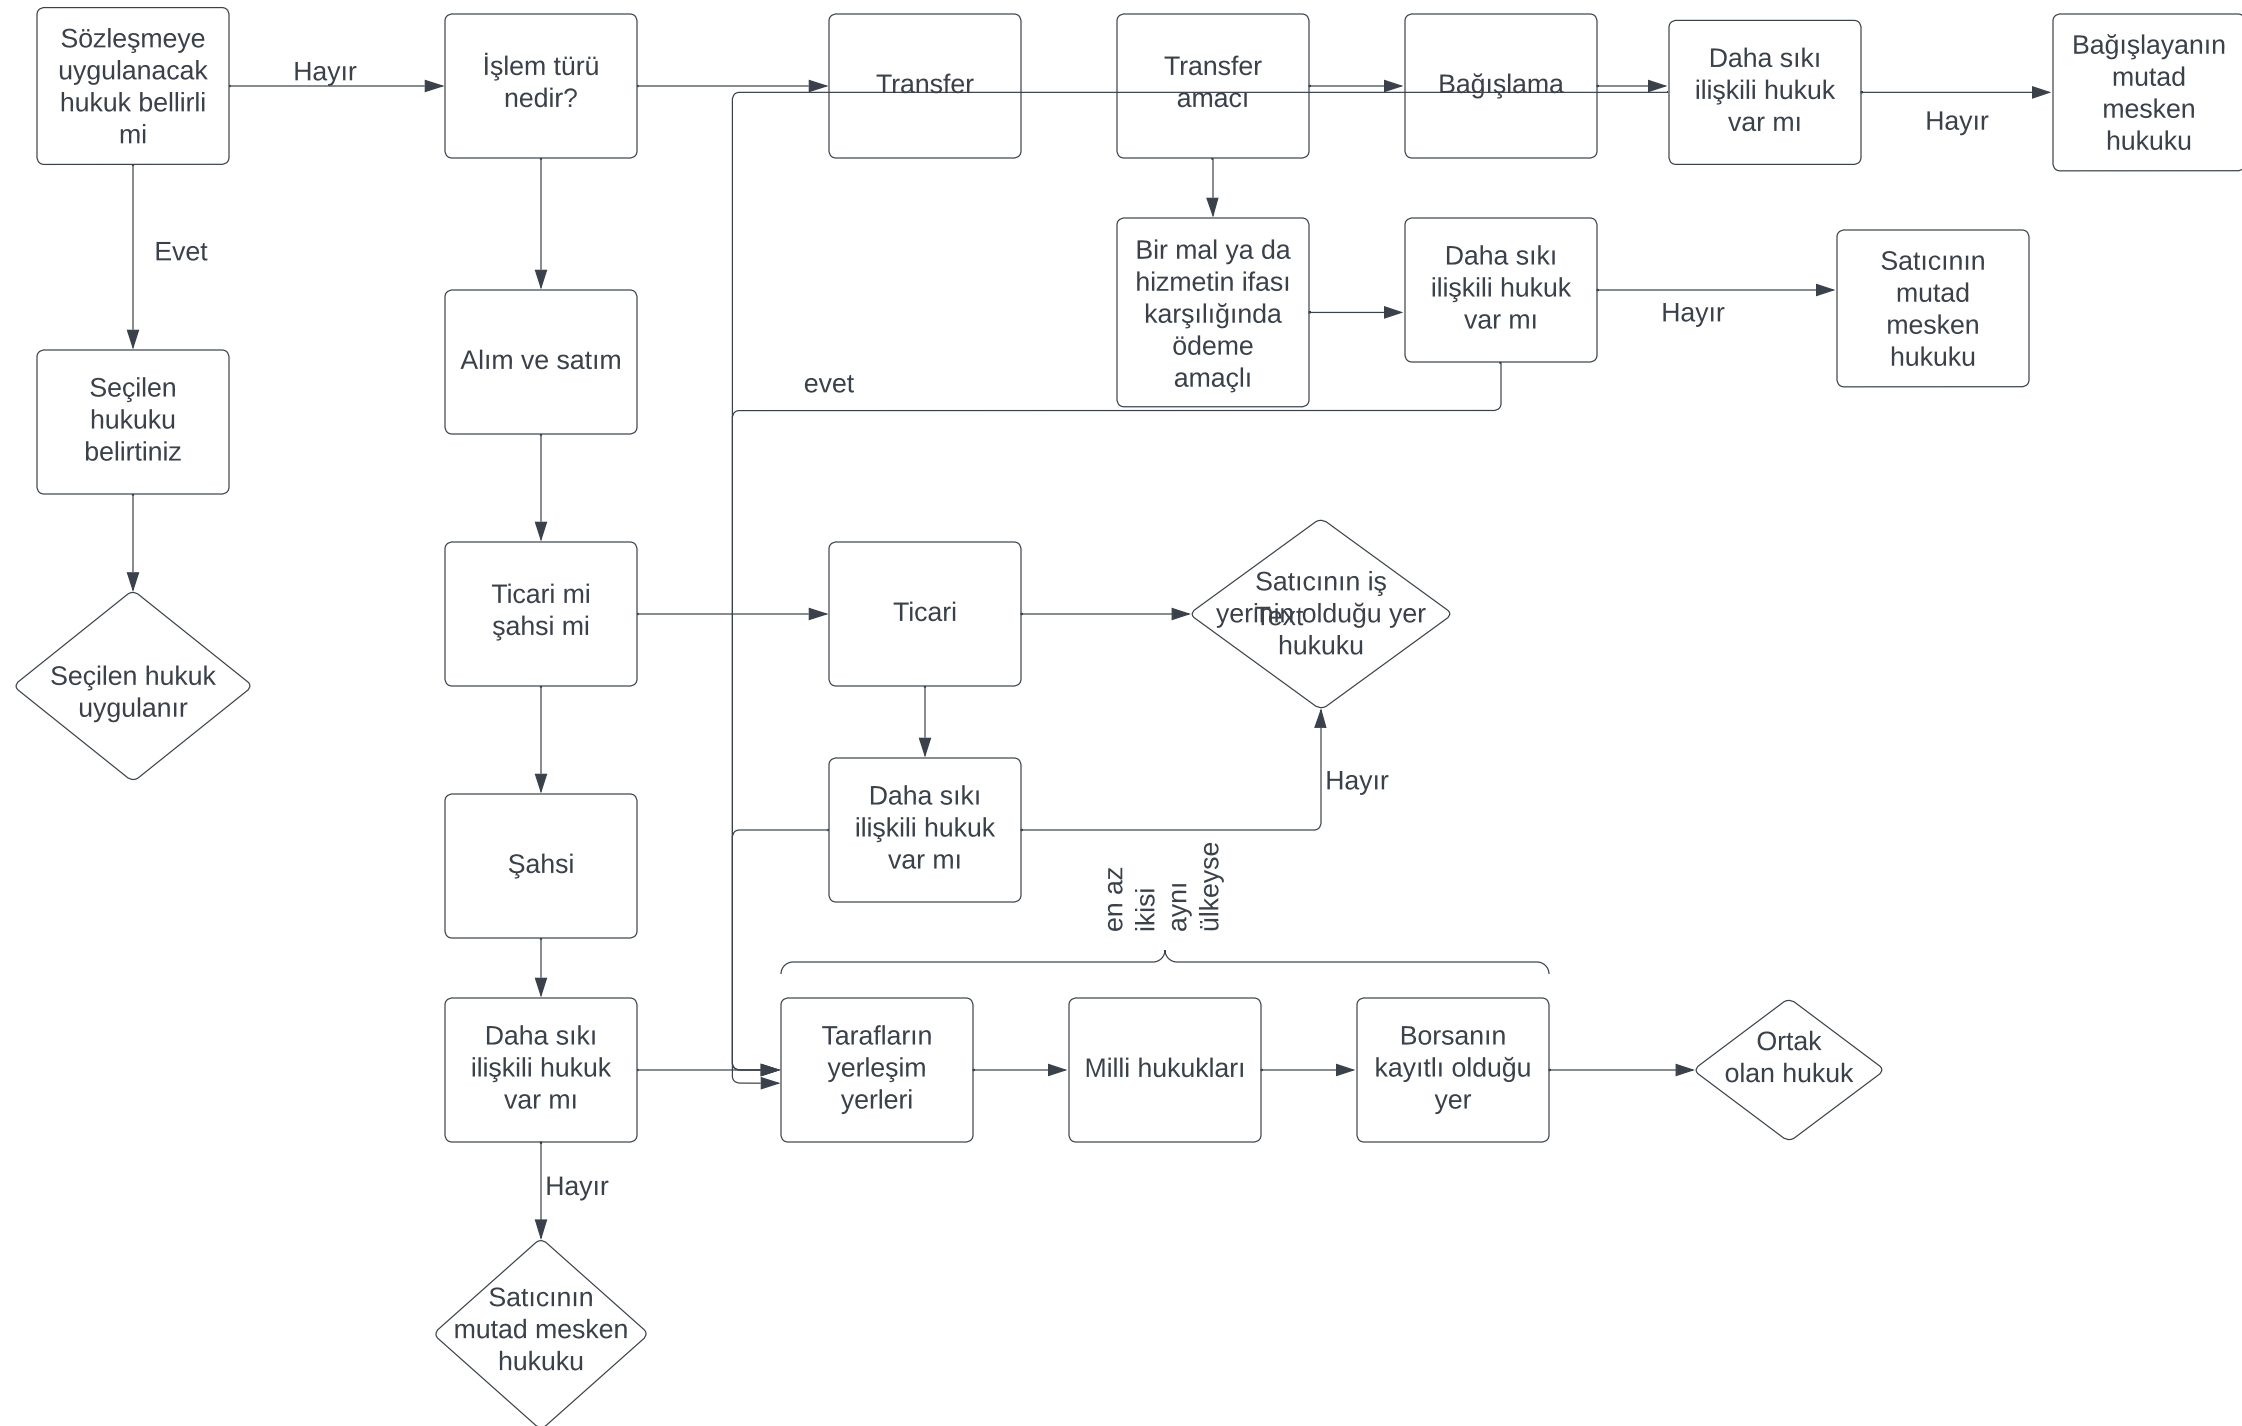 Sözleşmeye
uygulanacak
hukuk bellirli
mi
Hayır
İşlem türü
nedir?
Transfer
Transfer
amacı
Bağışlama
Daha sıkı
ilişkili hukuk
var mı
Hayır
Bağışlayanın
mutad
mesken
hukuku
Evet
Bir mal ya da
hizmetin ifası
karşılığında
ödeme
amaçlı
Daha sıkı
ilişkili hukuk
var mı
Hayır
Satıcının
mutad
mesken
hukuku
Alım ve satım
evet
Seçilen
hukuku
belirtiniz
Ticari mi
şahsi mi
Ticari
Satıcının iş
yerinin olduğu yer
hukuku
Text
Seçilen hukuk
uygulanır
Daha sıkı
ilişkili hukuk
var mı
Hayır
Şahsi
en az
ikisi
aynı
ülkeyse
Daha sıkı
ilişkili hukuk
var mı
Tarafların
yerleşim
yerleri
Milli hukukları
Borsanın
kayıtlı olduğu
yer
Ortak
olan hukuk
Hayır
Satıcının
mutad mesken
hukuku